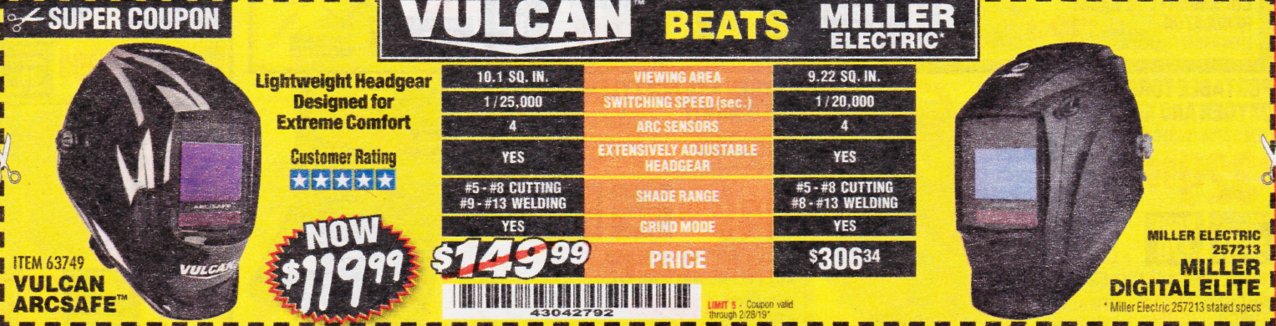 SUPER COUPON
VULCAN™ BEATS MILLER ELECTRIC*
Lightweight Headgear
Designed for
Extreme Comfort
Customer Rating
10.1 SQ. IN. VIEWING AREA 9.22 SQ. IN.
1/25,000 SWITCHING SPEED (sec.) 1/20,000
4 ARC SENSORS 4
YES EXTENSIVELY ADJUSTABLE HEADGEAR YES
#5 - #8 CUTTING
#9 - #13 WELDING
SHADE RANGE
#5 - #8 CUTTING
#8 - #13 WELDING
YES GRIND MODE YES
$149.99 PRICE $306.34
NOW
$119.99
ARCSAFE
VULCAN
ITEM 63749
VULCAN
ARCSAFE™
43042792
LIMIT 5 - Coupon valid
through 2/28/19*
MILLER ELECTRIC
257213
MILLER
DIGITAL ELITE
* Miller Electric 257213 stated specs